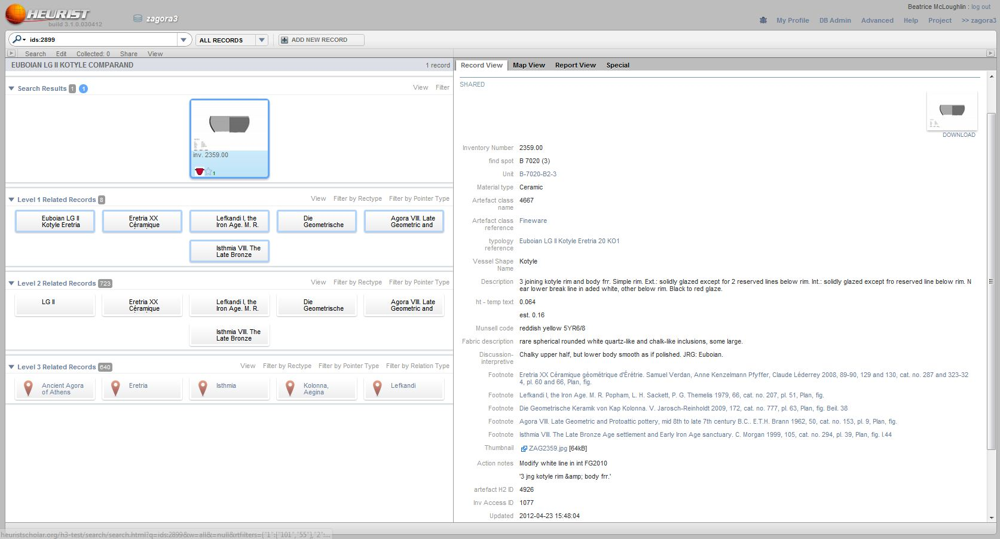 HEURIST
build 3.1.0.030412
zagora3
Beatrice McLoughlin : log out
My Profile DB Admin Advanced Help Project >> zagora3
ids:2899
ALL RECORDS
ADD NEW RECORD
Search Edit Collected: 0 Share View
EUBOIAN LG II KOTYLE COMPARAND 1 record
Search Results 1 1 View Filter
inv. 2359.00
1
Level 1 Related Records 8 View Filter by Rectype Filter by Pointer Type
Euboian LG II
Kotyle Eretria
Eretria XX
Céramique
Lefkandi I, the
Iron Age. M. R.
Die
Geometrische
Agora VIII. Late
Geometric and
Isthmia VIII. The
Late Bronze
Level 2 Related Records 723 View Filter by Rectype Filter by Pointer Type
LG II
Eretria XX
Céramique
Lefkandi I, the
Iron Age. M. R.
Die
Geometrische
Agora VIII. Late
Geometric and
Isthmia VIII. The
Late Bronze
Level 3 Related Records 640 View Filter by Rectype Filter by Pointer Type Filter by Relation Type
Ancient Agora
of Athens
Eretria
Isthmia
Kolonna,
Aegina
Lefkandi
Record View Map View Report View Special
SHARED
DOWNLOAD
Inventory Number 2359.00
find spot B 7020 (3)
Unit B-7020-B2-3
Material type Ceramic
Artefact class
name 4667
Artefact class
reference Fineware
typology
reference Euboian LG II Kotyle Eretria 20 KO1
Vessel Shape
Name Kotyle
Description 3 joining kotyle rim and body frr. Simple rim. Ext.: solidly glazed except for 2 reserved lines below rim. Int.: solidly glazed except fro reserved line below rim. N
ear lower break line in aded white, other below rim. Black to red glaze.
ht - temp text 0.064
est. 0.16
Munsell code reddish yellow 5YR6/8
Fabric description rare spherical rounded white quartz-like and chalk-like inclusions, some large.
Discussion-
interpretive Chalky upper half, but lower body smooth as if polished. JRG: Euboian.
Footnote Eretria XX Céramique géométrique d'Érétrie. Samuel Verdan, Anne Kenzelmann Pfyffer, Claude Léderrey 2008, 89-90, 129 and 130, cat. no. 287 and 323-32
4, pl. 60 and 66, Plan, fig.
Footnote Lefkandi I, the Iron Age. M. R. Popham, L. H. Sackett, P. G. Themelis 1979, 66, cat. no. 207, pl. 51, Plan, fig.
Footnote Die Geometrische Keramik von Kap Kolonna. V. Jarosch-Reinholdt 2009, 172, cat. no. 777, pl. 63, Plan, fig. Beil. 38
Footnote Agora VIII. Late Geometric and Protoattic pottery, mid 8th to late 7th century B.C.. E.T.H. Brann 1962, 50, cat. no. 153, pl. 9, Plan, fig.
Footnote Isthmia VIII. The Late Bronze Age settlement and Early Iron Age sanctuary. C. Morgan 1999, 105, cat. no. 294, pl. 39, Plan, fig. I.44
Thumbnail ZAG2359.jpg [64kB]
Action notes Modify white line in int FG2010
'3 jng kotyle rim &amp; body frr.'
artefact H2 ID 4926
Inv Access ID 1077
Updated 2012-04-23 15:48:04
heuristscholar.org/h3-test/search/search.html?q=ids:2899&w=all&=null&rtfilters={"1":["101","55"],"2":...